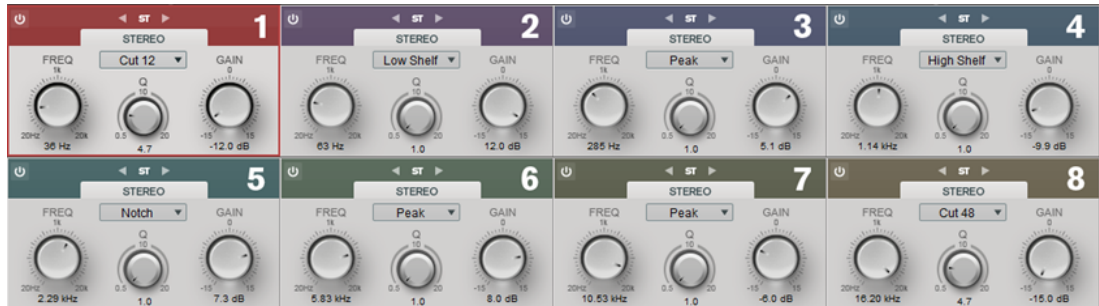 ST 1
STEREO
FREQ Cut 12 GAIN
1k Q 0
10
20Hz 20k 0.5 20 -15 15
36 Hz 4.7 -12.0 dB
ST 2
STEREO
FREQ Low Shelf GAIN
1k Q 0
10
20Hz 20k 0.5 20 -15 15
63 Hz 1.0 12.0 dB
ST 3
STEREO
FREQ Peak GAIN
1k Q 0
10
20Hz 20k 0.5 20 -15 15
285 Hz 1.0 5.1 dB
ST 4
STEREO
FREQ High Shelf GAIN
1k Q 0
10
20Hz 20k 0.5 20 -15 15
1.14 kHz 1.0 -9.9 dB
ST 5
STEREO
FREQ Notch GAIN
1k Q 0
10
20Hz 20k 0.5 20 -15 15
2.29 kHz 1.0 7.3 dB
ST 6
STEREO
FREQ Peak GAIN
1k Q 0
10
20Hz 20k 0.5 20 -15 15
5.83 kHz 1.0 8.0 dB
ST 7
STEREO
FREQ Peak GAIN
1k Q 0
10
20Hz 20k 0.5 20 -15 15
10.53 kHz 1.0 -6.0 dB
ST 8
STEREO
FREQ Cut 48 GAIN
1k Q 0
10
20Hz 20k 0.5 20 -15 15
16.20 kHz 4.7 -15.0 dB